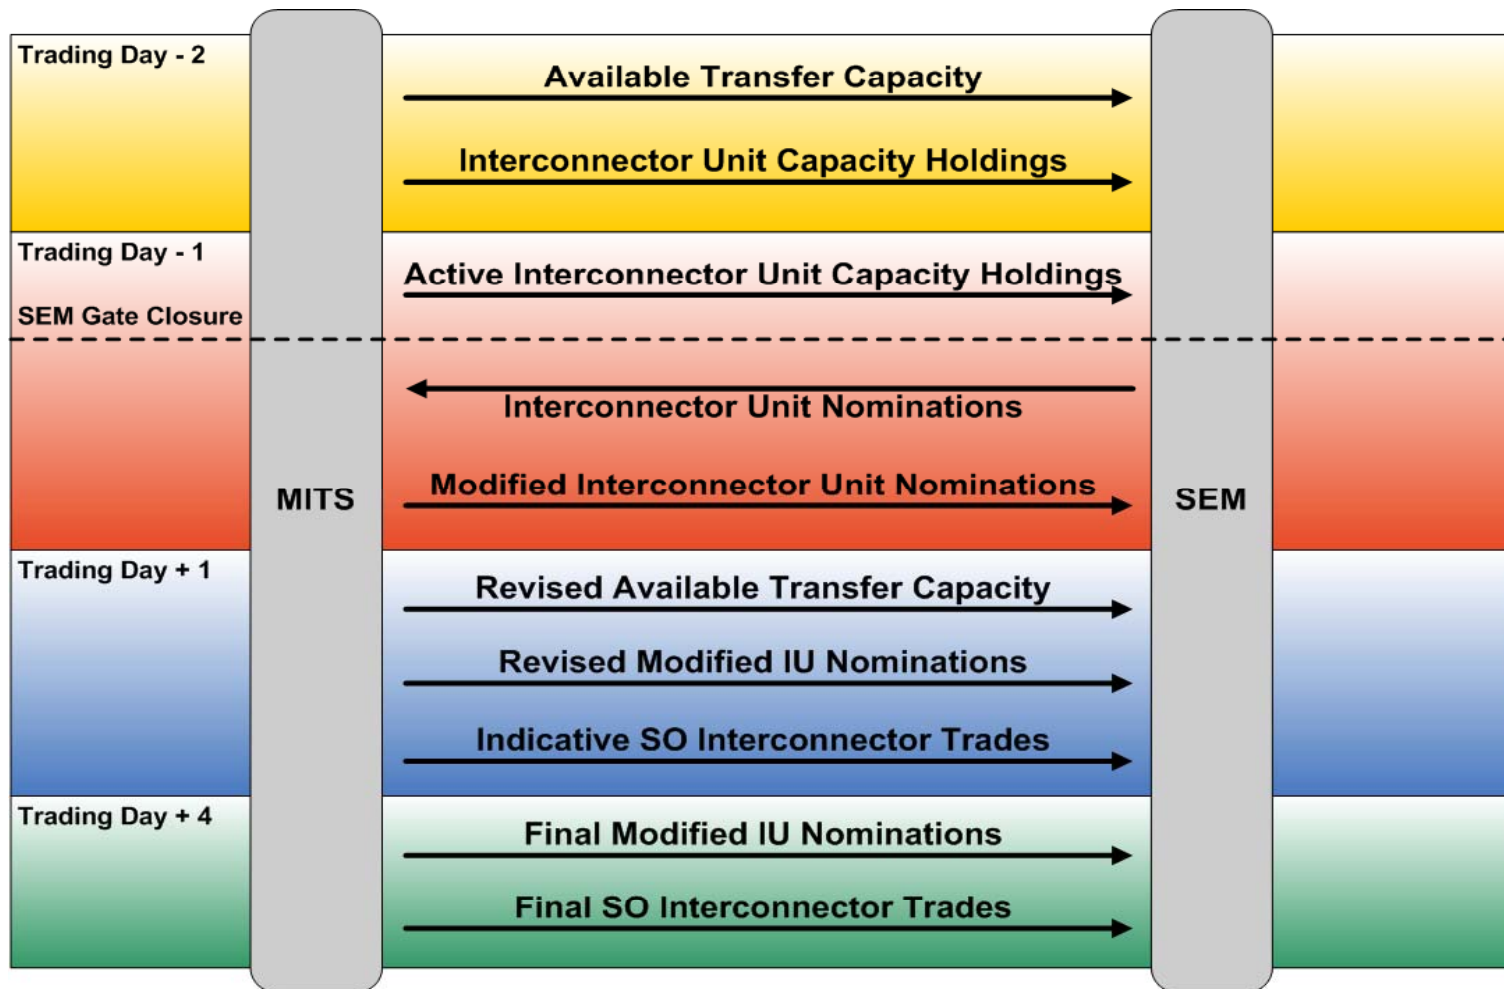 Trading Day - 2
Available Transfer Capacity
Interconnector Unit Capacity Holdings
Trading Day - 1
Active Interconnector Unit Capacity Holdings
SEM Gate Closure
Interconnector Unit Nominations
Modified Interconnector Unit Nominations
MITS
SEM
Trading Day + 1
Revised Available Transfer Capacity
Revised Modified IU Nominations
Indicative SO Interconnector Trades
Trading Day + 4
Final Modified IU Nominations
Final SO Interconnector Trades